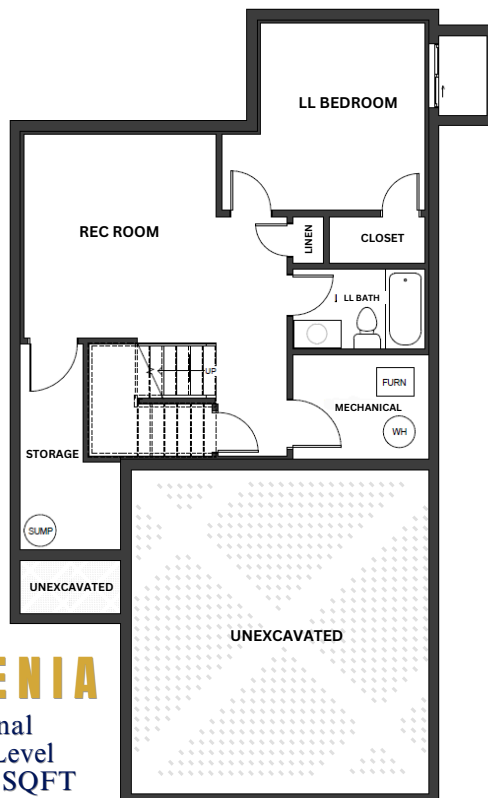 LL BEDROOM
REC ROOM
LINEN
CLOSET
LL BATH
UP
FURN
MECHANICAL
WH
STORAGE
SUMP
UNEXCAVATED
UNEXCAVATED
ENIA
nal
Level
SQFT